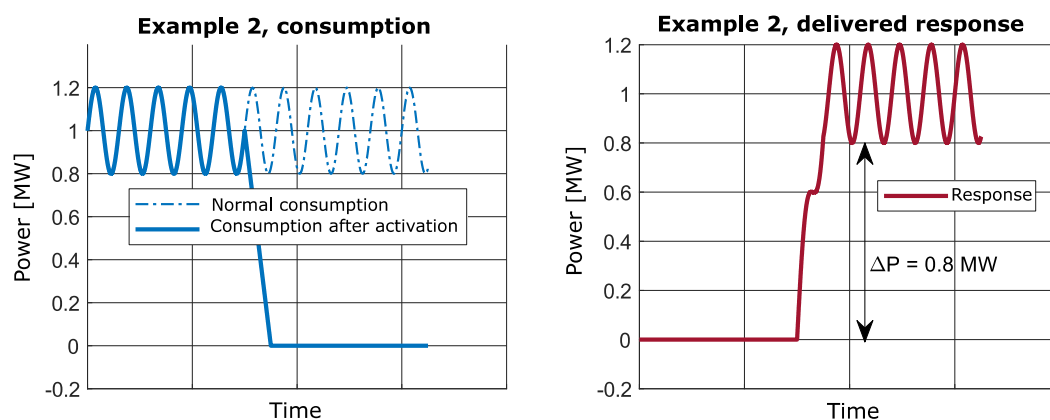 Example 2, consumption
1.2
1
0.8
0.6
0.4
0.2
0
-0.2
Power [MW]
Time
Normal consumption
Consumption after activation
Example 2, delivered response
1.2
1
0.8
0.6
0.4
0.2
0
-0.2
Power [MW]
Time
Response
ΔP = 0.8 MW